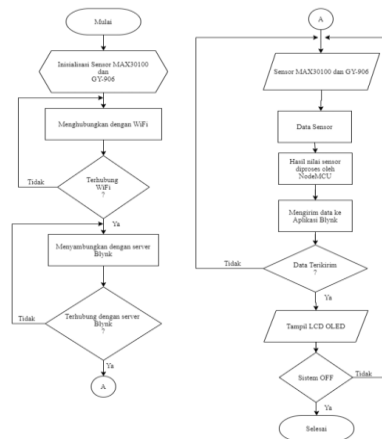 Mulai
Inisialisasi Sensor MAX30100
dan
GY-906
Menghubungkan dengan WiFi
Terhubung
WiFi
?
Tidak
Ya
Menyambungkan dengan server
Blynk
Terhubung dengan server
Blynk
?
Tidak
Ya
A
A
Sensor MAX30100 dan GY-906
Data Sensor
Hasil nilai sensor
diproses oleh
NodeMCU
Mengirim data ke
Aplikasi Blynk
Data Terikirim
?
Tidak
Ya
Tampil LCD OLED
Sistem OFF
Tidak
Ya
Selesai